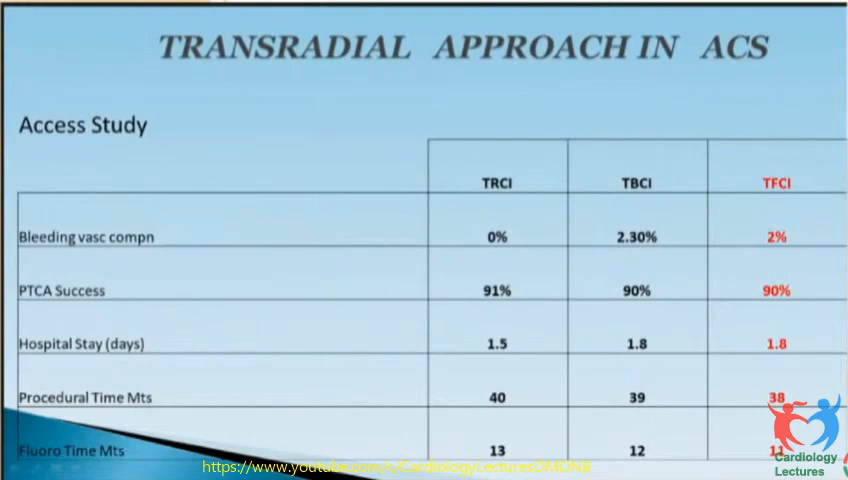 TRANSRADIAL APPROACH IN ACS
Access Study
TRCI TBCI TFCI
Bleeding vasc compn 0% 2.30% 2%
PTCA Success 91% 90% 90%
Hospital Stay (days) 1.5 1.8 1.8
Procedural Time Mts 40 39 38
Fluoro Time Mts 13 12 11
https://www.youtube.com/c/CardiologyLecturesDMDNB
Cardiology
Lectures